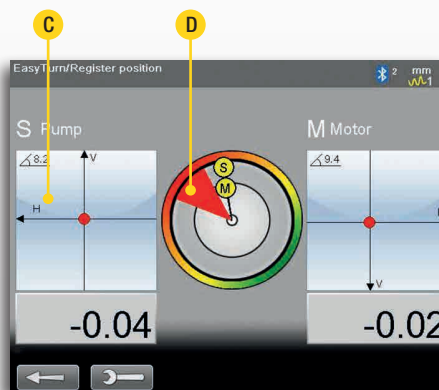 C
D
EasyTurn/Register position
2
mm
1
S Pump
M Motor
8.2
V
H
S
M
9.4
V
-0.04
-0.02